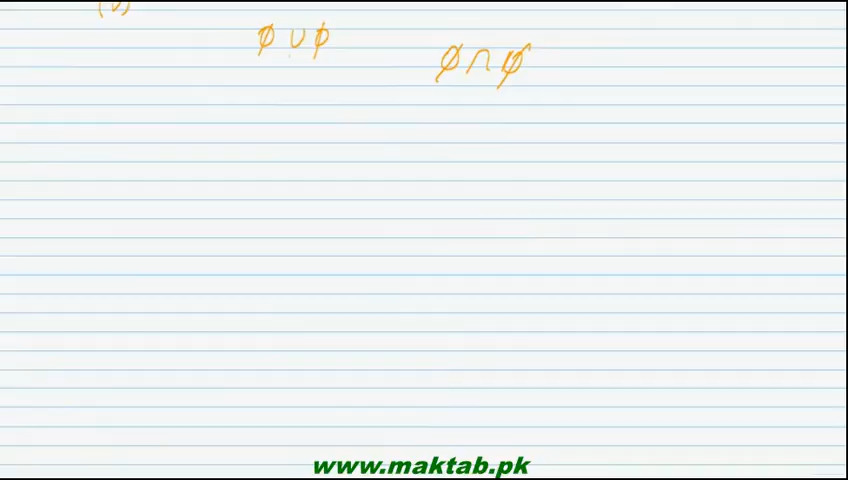 (v)
∅ ∪ ∅
∅ ∩ ∅
www.maktab.pk